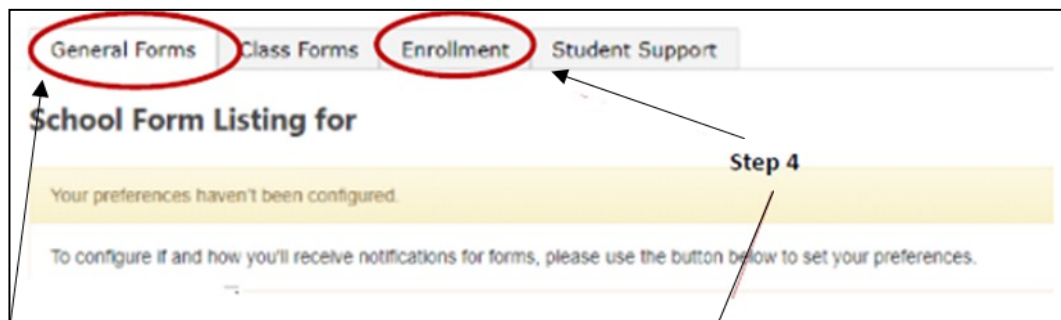 General Forms Class Forms Enrollment Student Support
School Form Listing for
Step 4
Your preferences haven't been configured.
To configure if and how you'll receive notifications for forms, please use the button below to set your preferences.